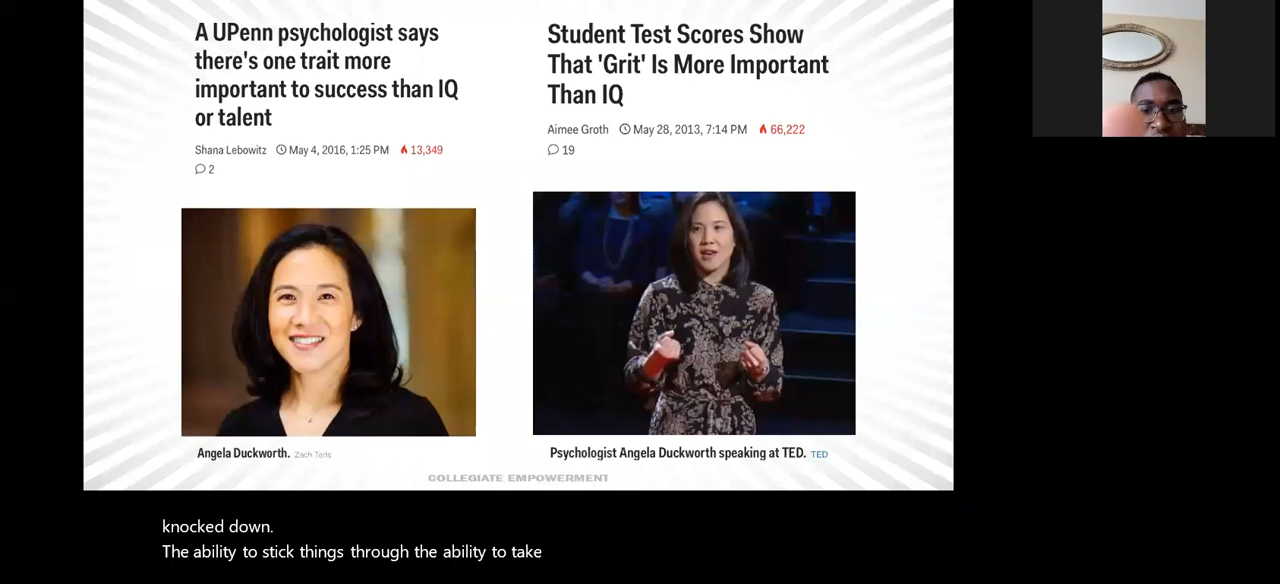 A UPenn psychologist says
there's one trait more
important to success than IQ
or talent
Shana Lebowitz May 4, 2016, 1:25 PM 13,349
2
Student Test Scores Show
That 'Grit' Is More Important
Than IQ
Aimee Groth May 28, 2013, 7:14 PM 66,222
19
Angela Duckworth. Zach Teris
Psychologist Angela Duckworth speaking at TED. TED
COLLEGIATE EMPOWERMENT
knocked down.
The ability to stick things through the ability to take